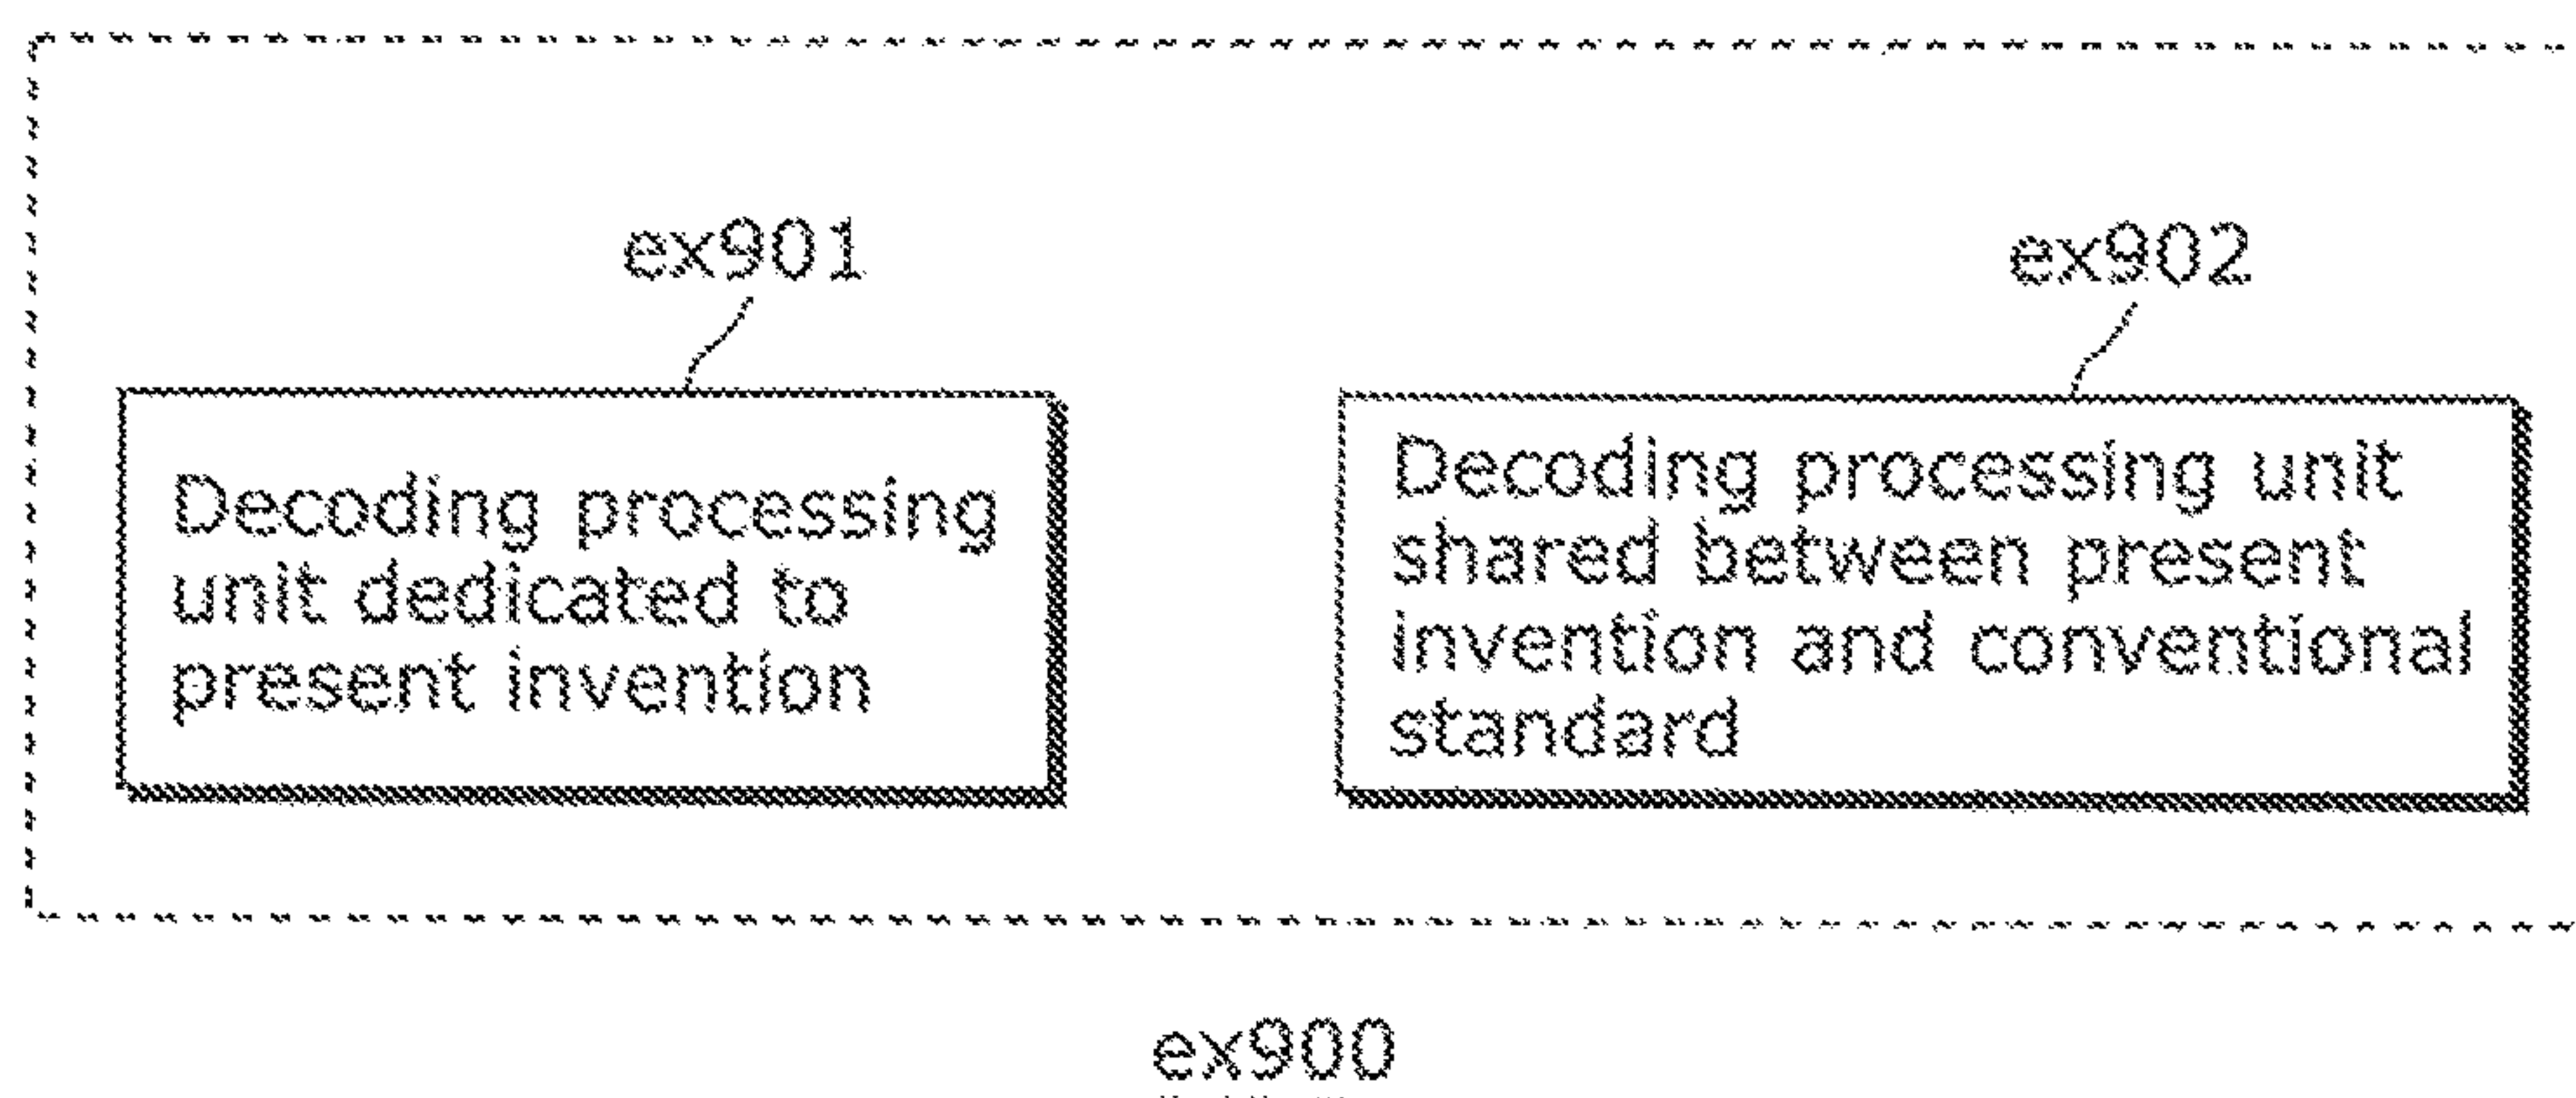 ex901
Decoding processing
unit dedicated to
present invention
ex902
Decoding processing unit
shared between present
invention and conventional
standard
ex900